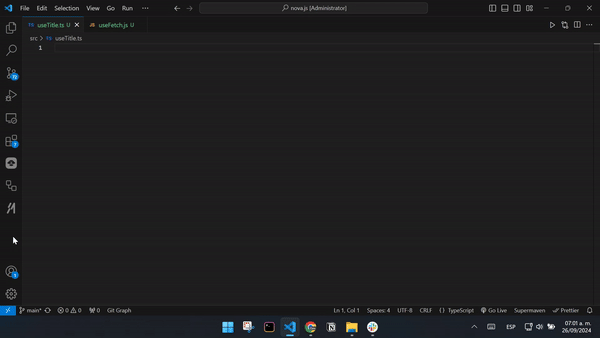 File Edit Selection View Go Run ··· nova.js [Administrator]
TS useTitle.ts U JS useFetch.js U
src > TS useTitle.ts
1
main* 0 0 0 Git Graph Ln 1, Col 1 Spaces: 4 UTF-8 CRLF {} TypeScript Go Live Supermaven Prettier
ESP 07:01 a. m.
26/09/2024